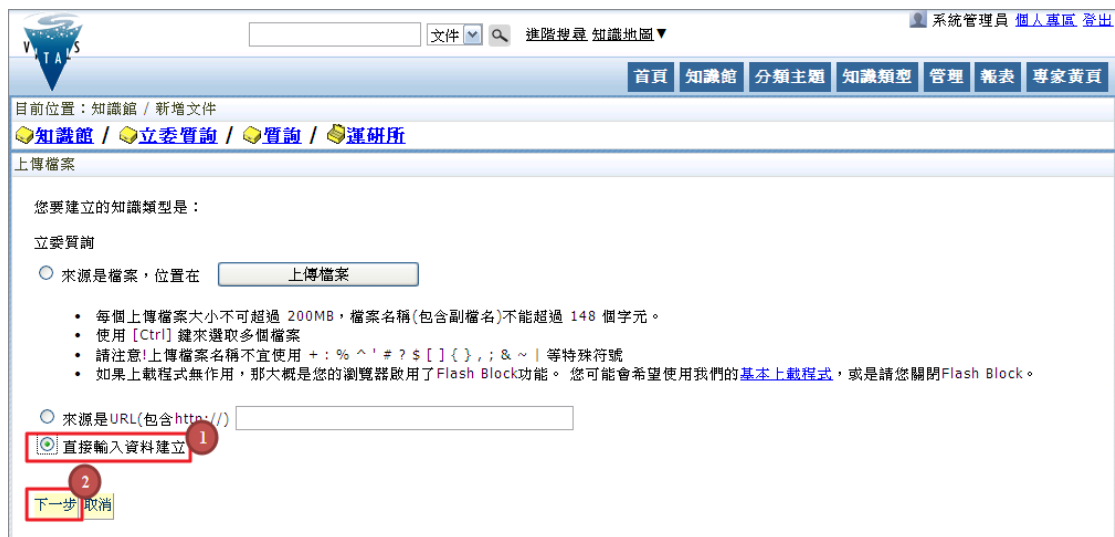 VITALS
文件
進階搜尋 知識地圖▼
系統管理員 個人專區 登出
首頁 知識館 分類主題 知識類型 管理 報表 專家黃頁
目前位置：知識館 / 新增文件
知識館 / 立委質詢 / 質詢 / 運研所
上傳檔案
您要建立的知識類型是：
立委質詢
來源是檔案，位置在 上傳檔案
• 每個上傳檔案大小不可超過 200MB，檔案名稱(包含副檔名)不能超過 148 個字元。
• 使用 [Ctrl] 鍵來選取多個檔案
• 請注意!上傳檔案名稱不宜使用 + : % ^ ' # ? $ [ ] { } , ; & ~ | 等特殊符號
• 如果上載程式無作用，那大概是您的瀏覽器啟用了Flash Block功能。 您可能會希望使用我們的基本上載程式，或是請您關閉Flash Block。
來源是URL(包含http://)
直接輸入資料建立 1
2
下一步 取消